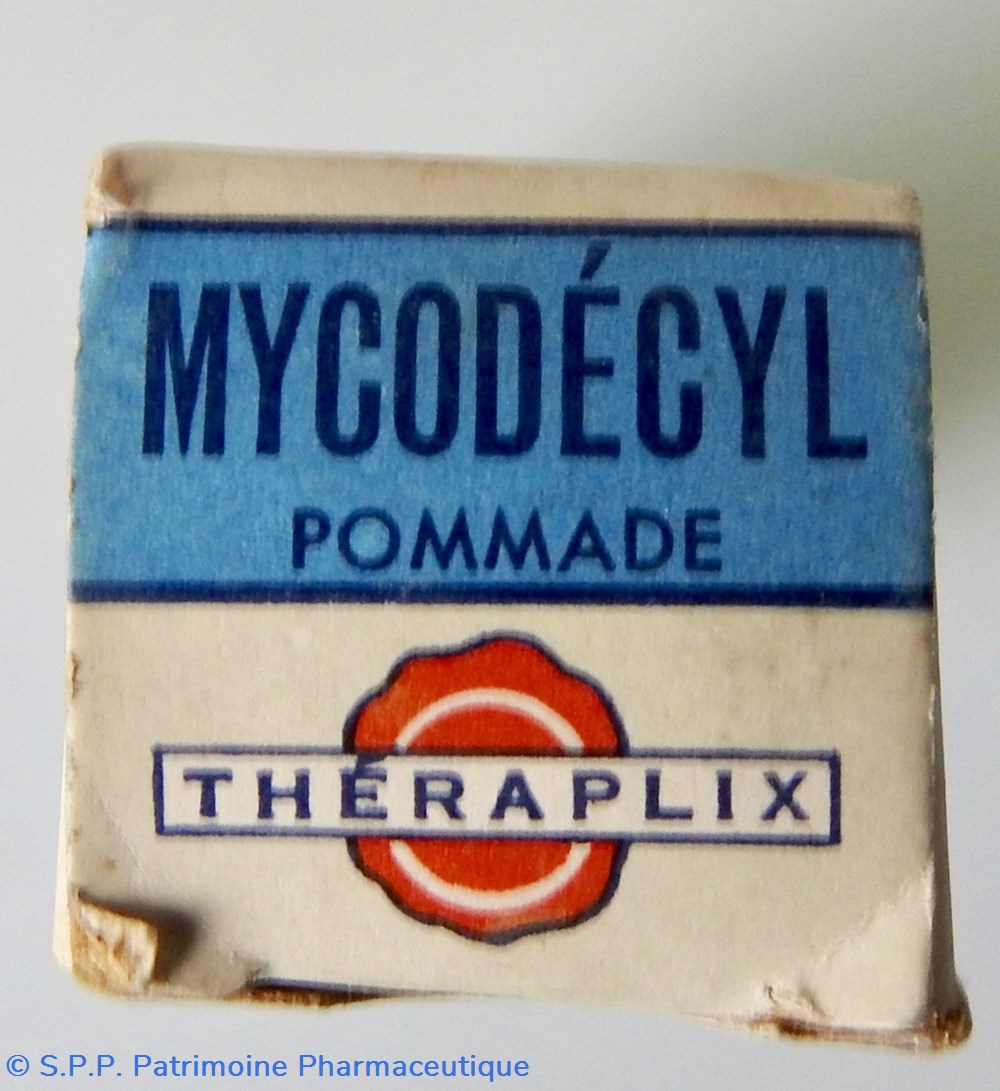 MYCODÉCYL
POMMADE
THÉRAPLIX
© S.P.P. Patrimoine Pharmaceutique